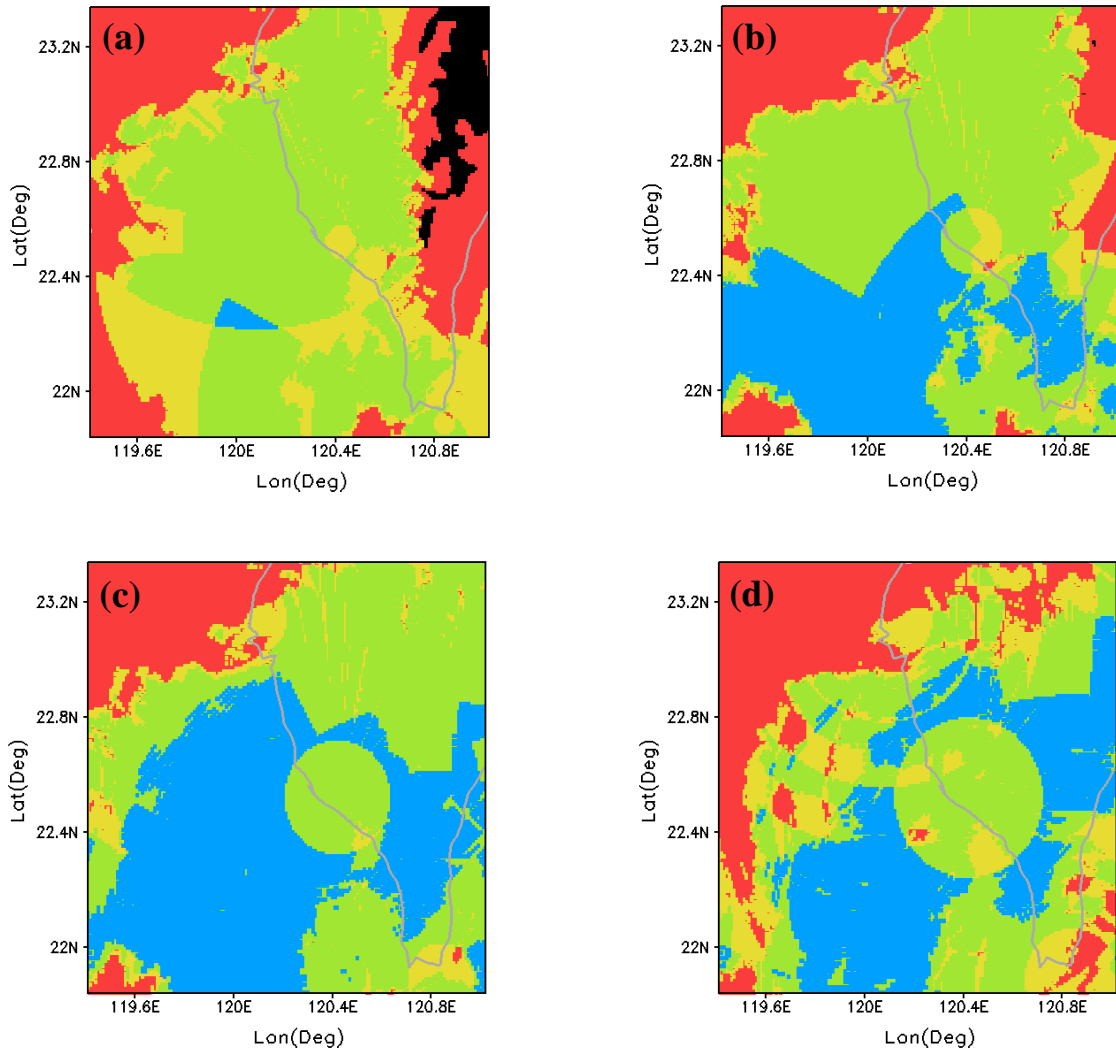 (a)
23.2N
22.8N
22.4N
22N
Lat(Deg)
119.6E 120E 120.4E 120.8E
Lon(Deg)
(b)
23.2N
22.8N
22.4N
22N
Lat(Deg)
119.6E 120E 120.4E 120.8E
Lon(Deg)
(c)
23.2N
22.8N
22.4N
22N
Lat(Deg)
119.6E 120E 120.4E 120.8E
Lon(Deg)
(d)
23.2N
22.8N
22.4N
22N
Lat(Deg)
119.6E 120E 120.4E 120.8E
Lon(Deg)